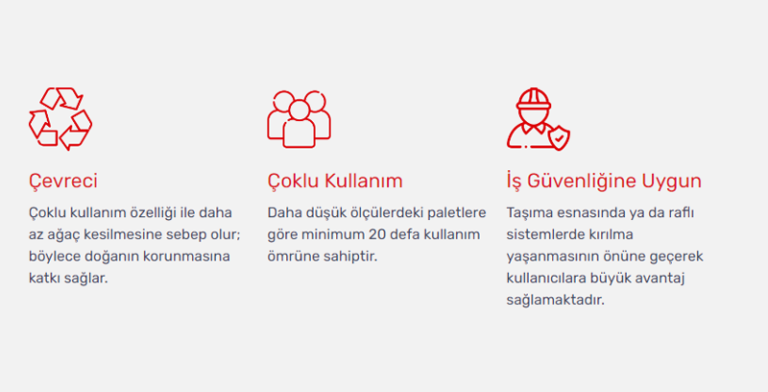 Çevreci
Çoklu kullanım özelliği ile daha
az ağaç kesilmesine sebep olur;
böylece doğanın korunmasına
katkı sağlar.
Çoklu Kullanım
Daha düşük ölçülerdeki paletlere
göre minimum 20 defa kullanım
ömrüne sahiptir.
İş Güvenliğine Uygun
Taşıma esnasında ya da raflı
sistemlerde kırılma
yaşanmasının önüne geçerek
kullanıcılara büyük avantaj
sağlamaktadır.